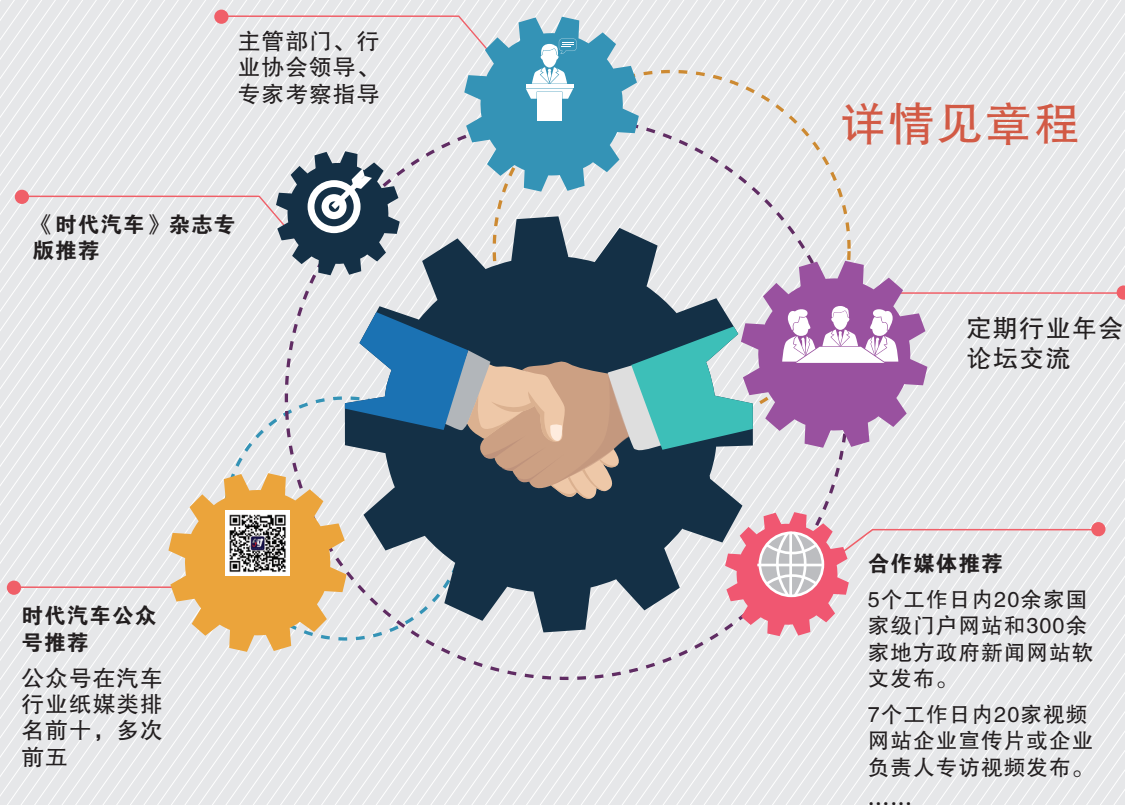 主管部门、行
业协会领导、
专家考察指导
详情见章程
《时代汽车》杂志专
版推荐
定期行业年会
论坛交流
时代汽车公众
号推荐
公众号在汽车
行业纸媒类排
名前十，多次
前五
合作媒体推荐
5个工作日内20余家国
家级门户网站和300余
家地方政府新闻网站软
文发布。
7个工作日内20家视频
网站企业宣传片或企业
负责人专访视频发布。
……